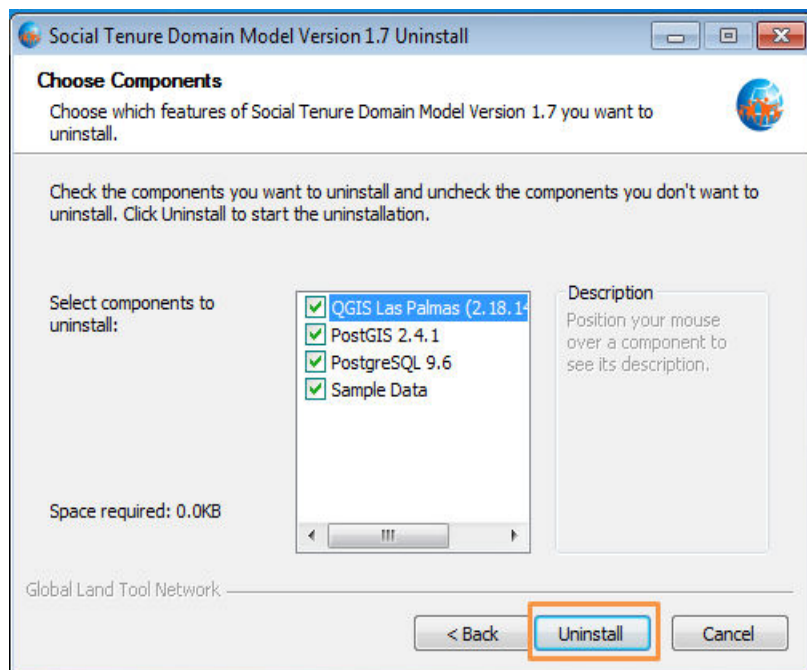 Social Tenure Domain Model Version 1.7 Uninstall
Choose Components
Choose which features of Social Tenure Domain Model Version 1.7 you want to
uninstall.
Check the components you want to uninstall and uncheck the components you don't want to
uninstall. Click Uninstall to start the uninstallation.
Select components to
uninstall:
QGIS Las Palmas (2.18.14
PostGIS 2.4.1
PostgreSQL 9.6
Sample Data
Description
Position your mouse
over a component to
see its description.
Space required: 0.0KB
Global Land Tool Network
< Back
Uninstall
Cancel